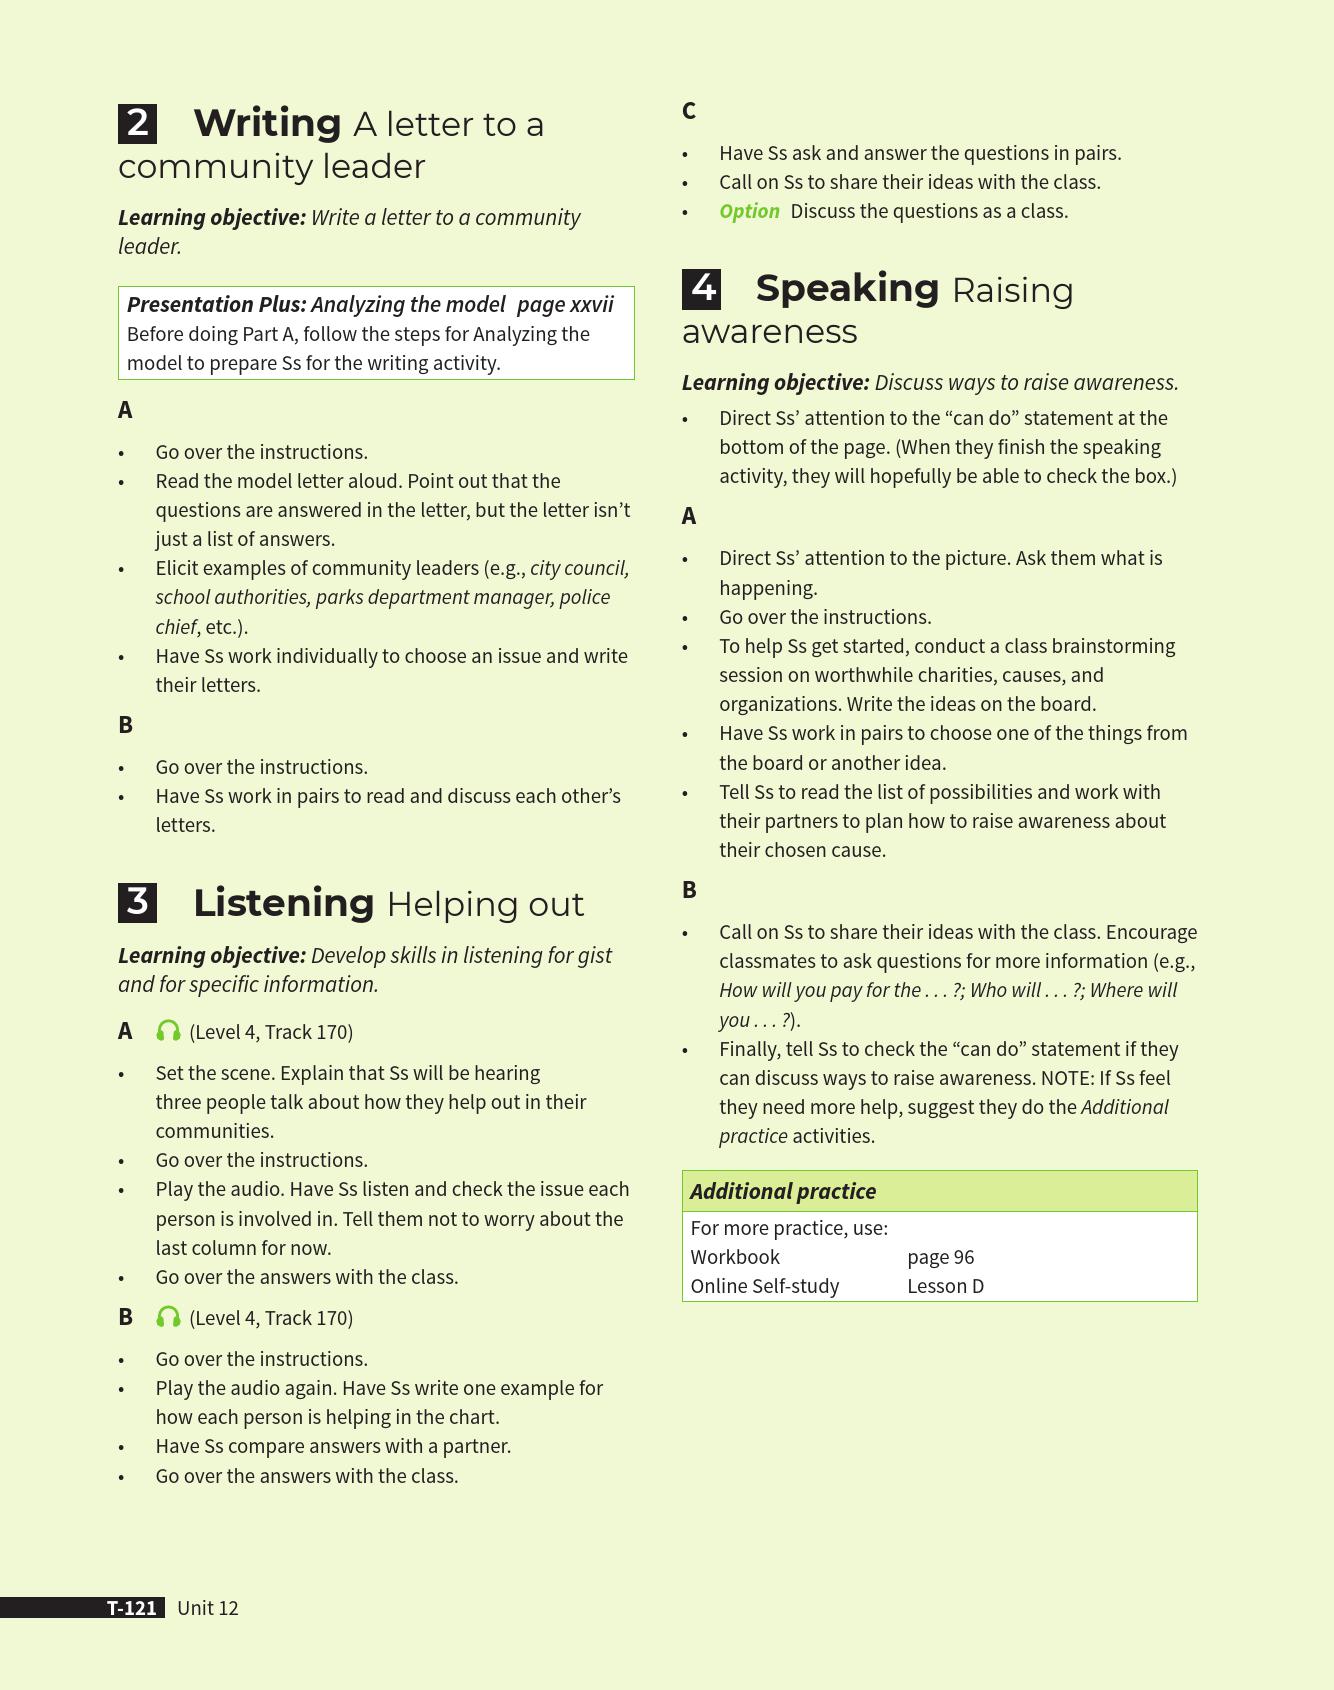 2 Writing A letter to a
community leader
Learning objective: Write a letter to a community
leader.
Presentation Plus: Analyzing the model page xxvii
Before doing Part A, follow the steps for Analyzing the
model to prepare Ss for the writing activity.
A
• Go over the instructions.
• Read the model letter aloud. Point out that the
questions are answered in the letter, but the letter isn’t
just a list of answers.
• Elicit examples of community leaders (e.g., city council,
school authorities, parks department manager, police
chief, etc.).
• Have Ss work individually to choose an issue and write
their letters.
B
• Go over the instructions.
• Have Ss work in pairs to read and discuss each other’s
letters.
3 Listening Helping out
Learning objective: Develop skills in listening for gist
and for specific information.
A (Level 4, Track 170)
• Set the scene. Explain that Ss will be hearing
three people talk about how they help out in their
communities.
• Go over the instructions.
• Play the audio. Have Ss listen and check the issue each
person is involved in. Tell them not to worry about the
last column for now.
• Go over the answers with the class.
B (Level 4, Track 170)
• Go over the instructions.
• Play the audio again. Have Ss write one example for
how each person is helping in the chart.
• Have Ss compare answers with a partner.
• Go over the answers with the class.
C
• Have Ss ask and answer the questions in pairs.
• Call on Ss to share their ideas with the class.
• Option Discuss the questions as a class.
4 Speaking Raising
awareness
Learning objective: Discuss ways to raise awareness.
• Direct Ss’ attention to the “can do” statement at the
bottom of the page. (When they finish the speaking
activity, they will hopefully be able to check the box.)
A
• Direct Ss’ attention to the picture. Ask them what is
happening.
• Go over the instructions.
• To help Ss get started, conduct a class brainstorming
session on worthwhile charities, causes, and
organizations. Write the ideas on the board.
• Have Ss work in pairs to choose one of the things from
the board or another idea.
• Tell Ss to read the list of possibilities and work with
their partners to plan how to raise awareness about
their chosen cause.
B
• Call on Ss to share their ideas with the class. Encourage
classmates to ask questions for more information (e.g.,
How will you pay for the . . . ?; Who will . . . ?; Where will
you . . . ?).
• Finally, tell Ss to check the “can do” statement if they
can discuss ways to raise awareness. NOTE: If Ss feel
they need more help, suggest they do the Additional
practice activities.
Additional practice
For more practice, use:
Workbook page 96
Online Self-study Lesson D
T-121 Unit 12